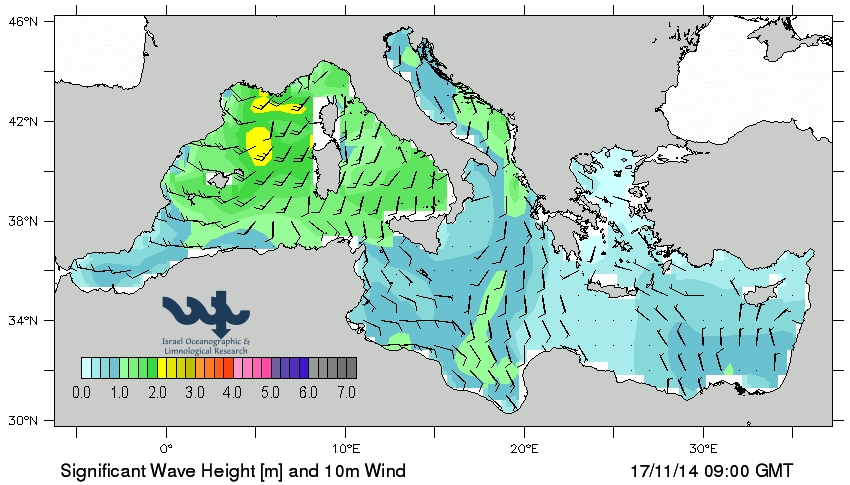 46°N
42°N
38°N
34°N
30°N
Israel Oceanographic &
Limnological Research
0.0 1.0 2.0 3.0 4.0 5.0 6.0 7.0
0° 10°E 20°E 30°E
Significant Wave Height [m] and 10m Wind 17/11/14 09:00 GMT